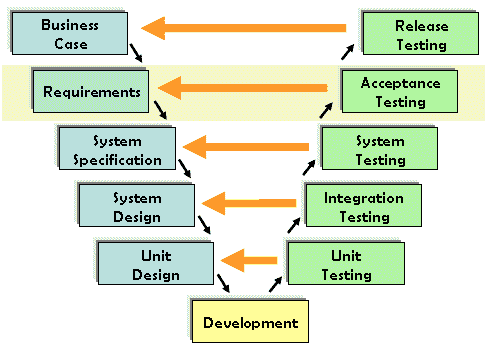 Business
Case
Release
Testing
Requirements
Acceptance
Testing
System
Specification
System
Testing
System
Design
Integration
Testing
Unit
Design
Unit
Testing
Development